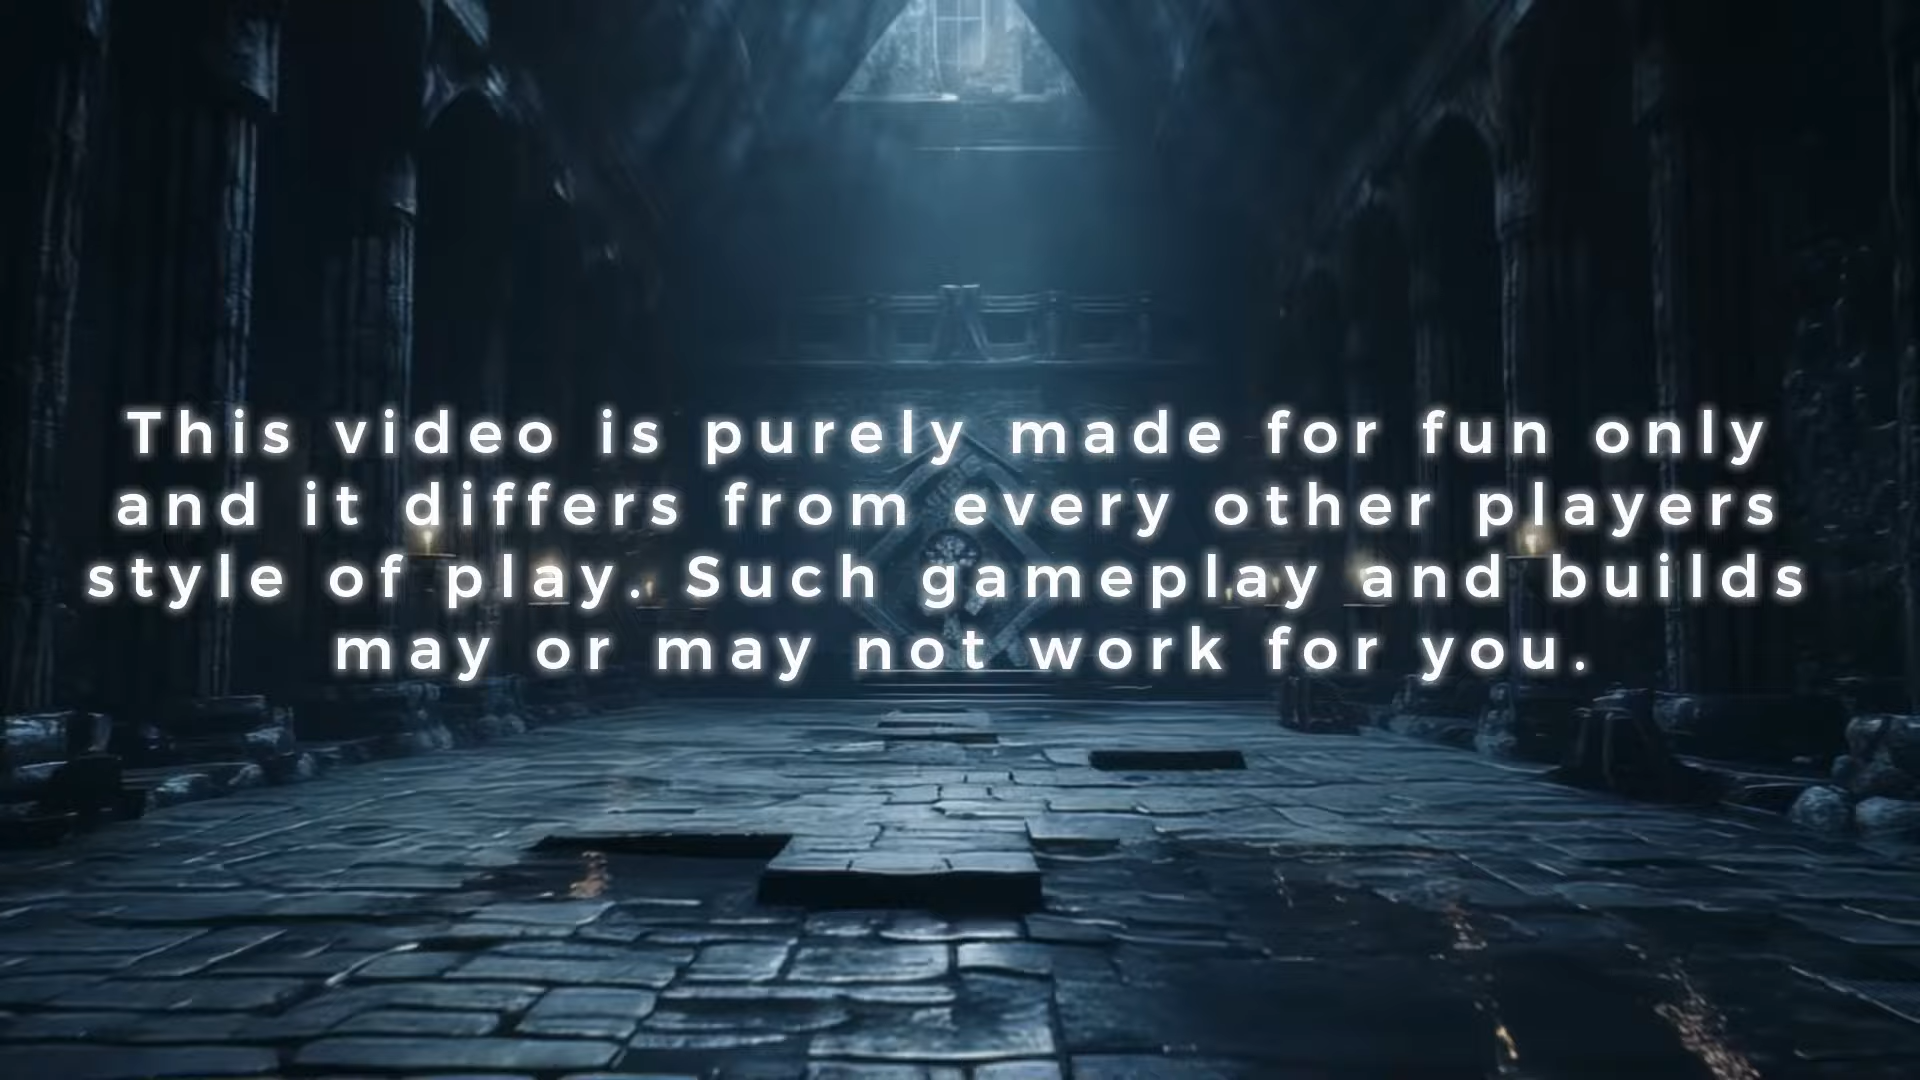 This video is purely made for fun only
and it differs from every other players
style of play. Such gameplay and builds
may or may not work for you.